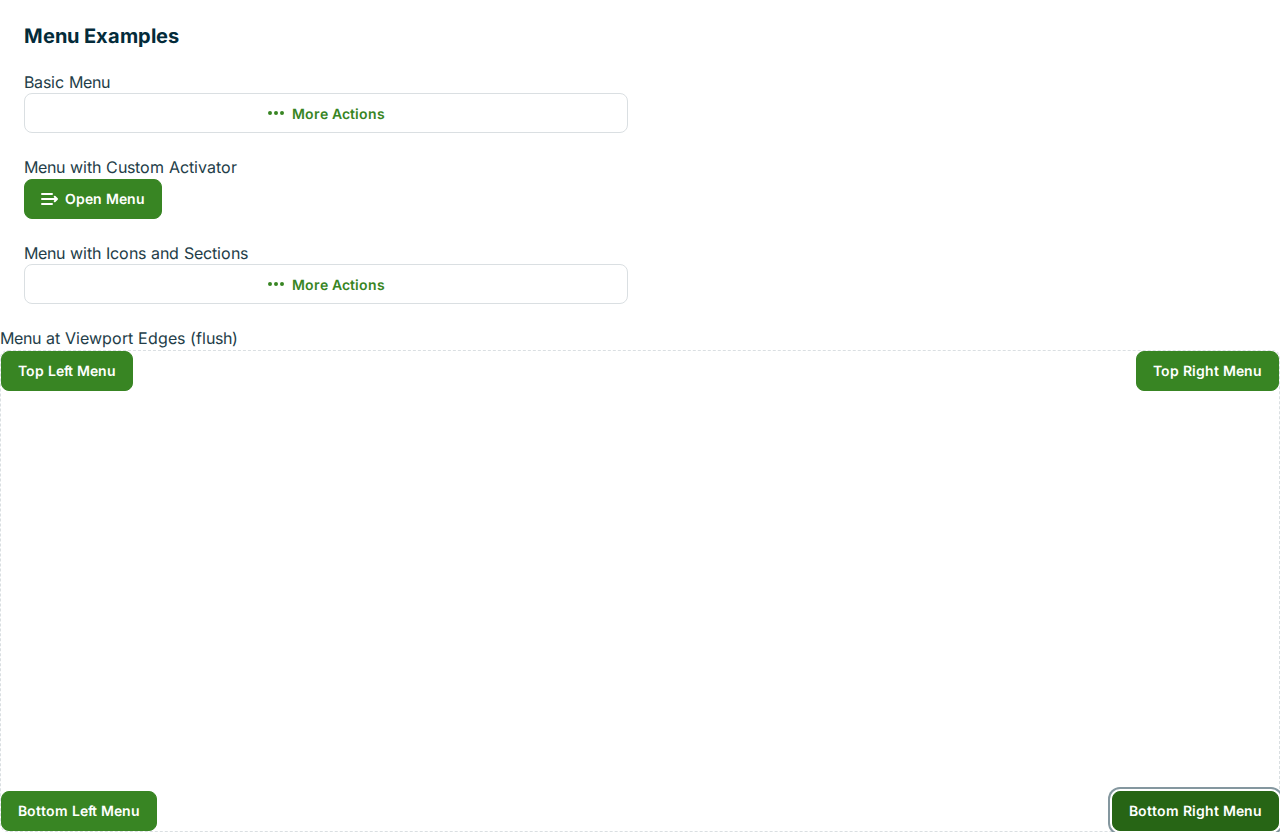 Menu Examples
Basic Menu
More Actions
Menu with Custom Activator
Open Menu
Menu with Icons and Sections
More Actions
Menu at Viewport Edges (flush)
Top Left Menu
Top Right Menu
Bottom Left Menu
Bottom Right Menu